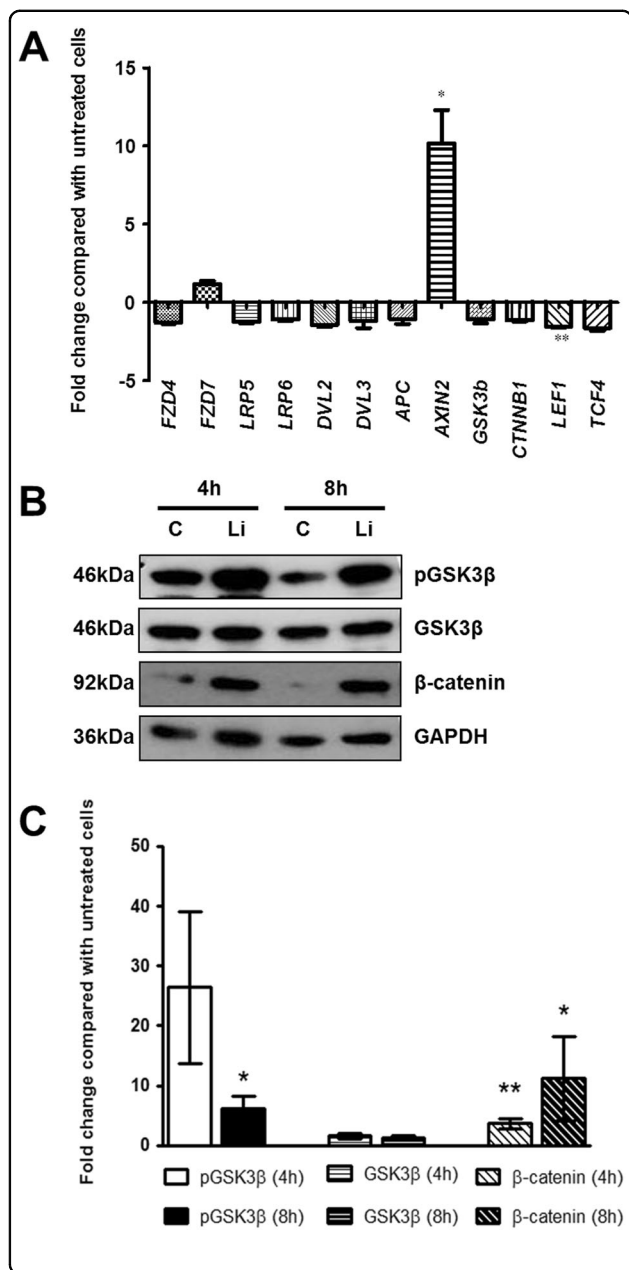 A
Fold change compared with untreated cells
15
10
5
0
-5
*
**
FZD4
FZD7
LRP5
LRP6
DVL2
DVL3
APC
AXIN2
GSK3b
CTNNB1
LEF1
TCF4
B
4h 8h
C Li C Li
46kDa pGSK3β
46kDa GSK3β
92kDa β-catenin
36kDa GAPDH
C
Fold change compared with untreated cells
50
40
30
20
10
0
*
**
*
pGSK3β (4h) GSK3β (4h) β-catenin (4h)
pGSK3β (8h) GSK3β (8h) β-catenin (8h)